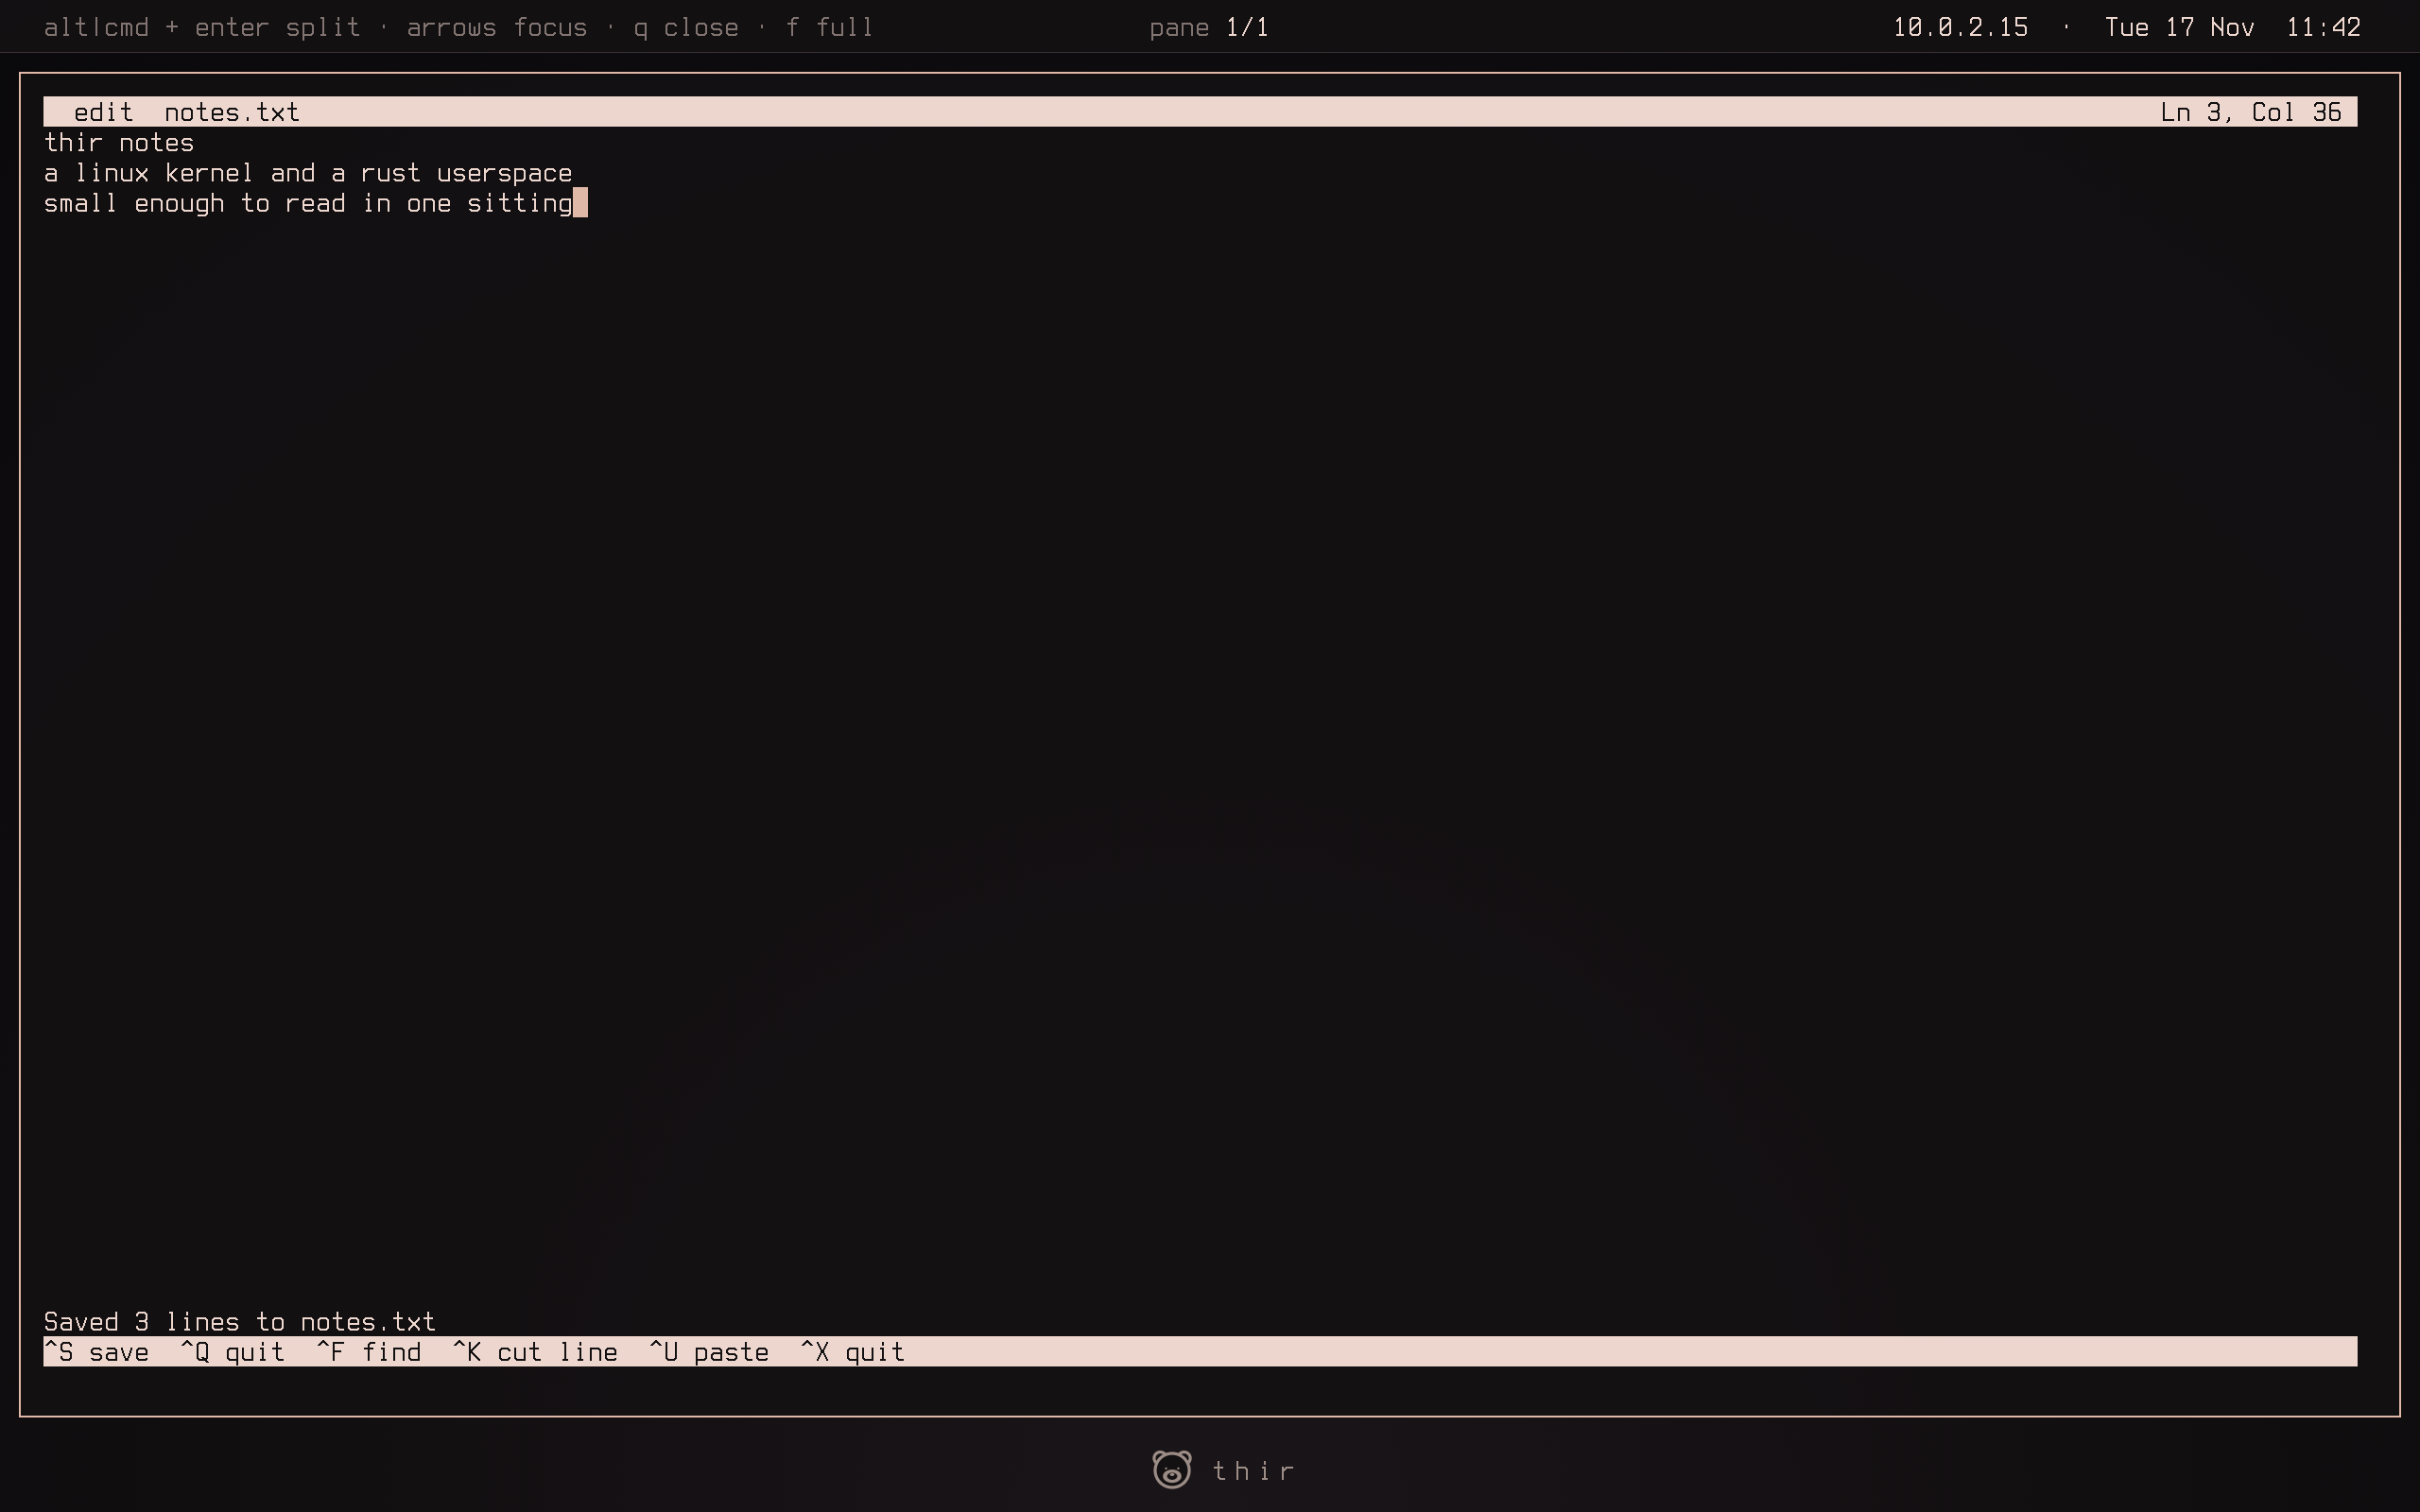 alt|cmd + enter split · arrows focus · q close · f full pane 1/1 10.0.2.15 · Tue 17 Nov 11:42
edit notes.txt Ln 3, Col 36
thir notes
a linux kernel and a rust userspace
small enough to read in one sitting
Saved 3 lines to notes.txt
^S save ^Q quit ^F find ^K cut line ^U paste ^X quit
thir